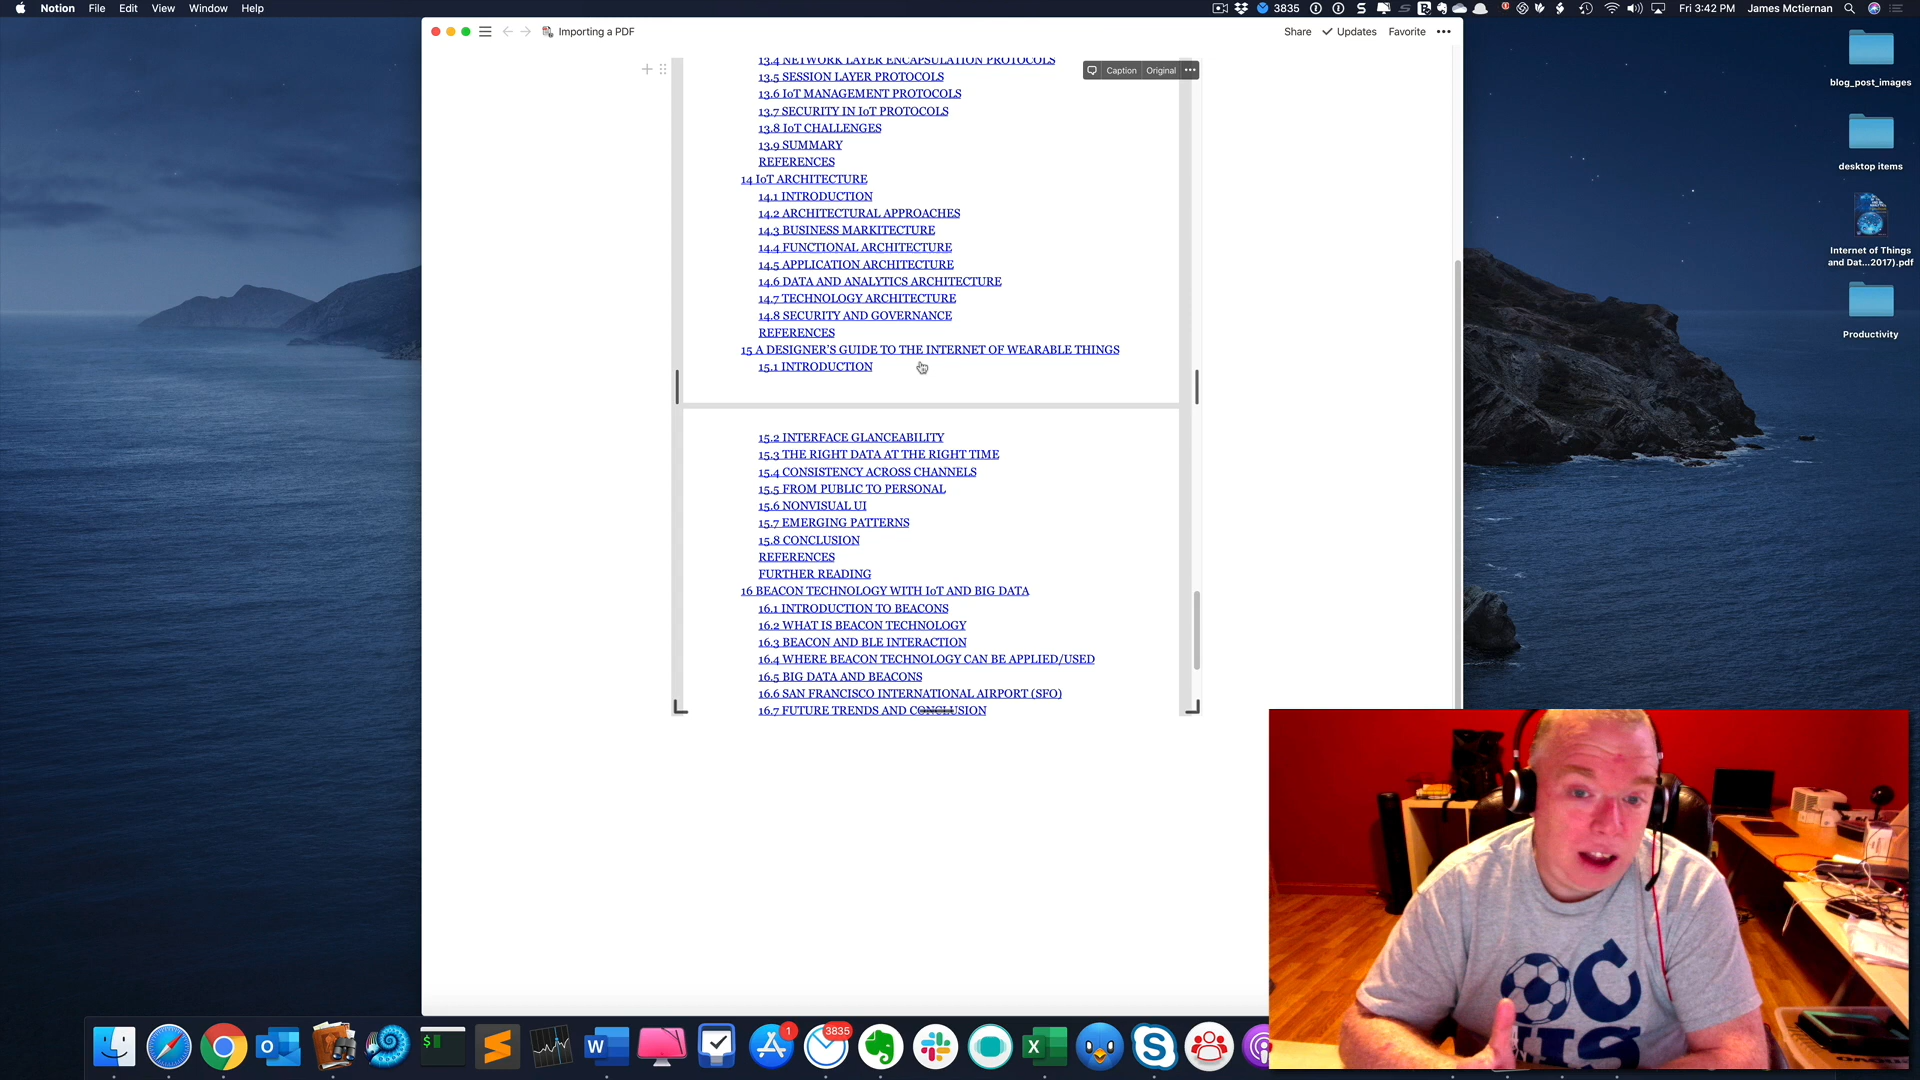 Notion File Edit View Window Help
3835 Fri 3:42 PM James Mctiernan
Importing a PDF
Share Updates Favorite
Caption Original
13.4 NETWORK LAYER ENCAPSULATION PROTOCOLS
13.5 SESSION LAYER PROTOCOLS
13.6 IoT MANAGEMENT PROTOCOLS
13.7 SECURITY IN IoT PROTOCOLS
13.8 IoT CHALLENGES
13.9 SUMMARY
REFERENCES
14 IoT ARCHITECTURE
14.1 INTRODUCTION
14.2 ARCHITECTURAL APPROACHES
14.3 BUSINESS MARKITECTURE
14.4 FUNCTIONAL ARCHITECTURE
14.5 APPLICATION ARCHITECTURE
14.6 DATA AND ANALYTICS ARCHITECTURE
14.7 TECHNOLOGY ARCHITECTURE
14.8 SECURITY AND GOVERNANCE
REFERENCES
15 A DESIGNER'S GUIDE TO THE INTERNET OF WEARABLE THINGS
15.1 INTRODUCTION
15.2 INTERFACE GLANCEABILITY
15.3 THE RIGHT DATA AT THE RIGHT TIME
15.4 CONSISTENCY ACROSS CHANNELS
15.5 FROM PUBLIC TO PERSONAL
15.6 NONVISUAL UI
15.7 EMERGING PATTERNS
15.8 CONCLUSION
REFERENCES
FURTHER READING
16 BEACON TECHNOLOGY WITH IoT AND BIG DATA
16.1 INTRODUCTION TO BEACONS
16.2 WHAT IS BEACON TECHNOLOGY
16.3 BEACON AND BLE INTERACTION
16.4 WHERE BEACON TECHNOLOGY CAN BE APPLIED/USED
16.5 BIG DATA AND BEACONS
16.6 SAN FRANCISCO INTERNATIONAL AIRPORT (SFO)
16.7 FUTURE TRENDS AND CONCLUSION
blog_post_images
desktop items
Internet of Things
and Dat...2017).pdf
Productivity
OC
1
3835
$
W
X
S